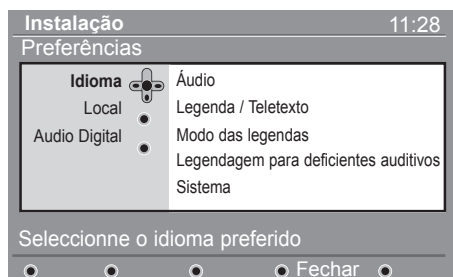 Instalação 11:28
Preferências
Idioma Áudio
Local Legenda / Teletexto
Audio Digital Modo das legendas
Legendagem para deficientes auditivos
Sistema
Seleccionne o idioma preferido
Fechar